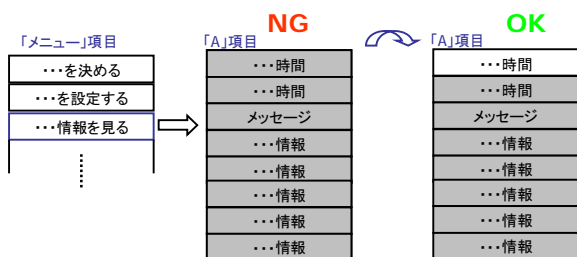 「メニュー」項目
・・・を決める
・・・を設定する
・・・情報を見る
NG
「A」項目
・・・時間
・・・時間
メッセージ
・・・情報
・・・情報
・・・情報
・・・情報
・・・情報
OK
「A」項目
・・・時間
・・・時間
メッセージ
・・・情報
・・・情報
・・・情報
・・・情報
・・・情報